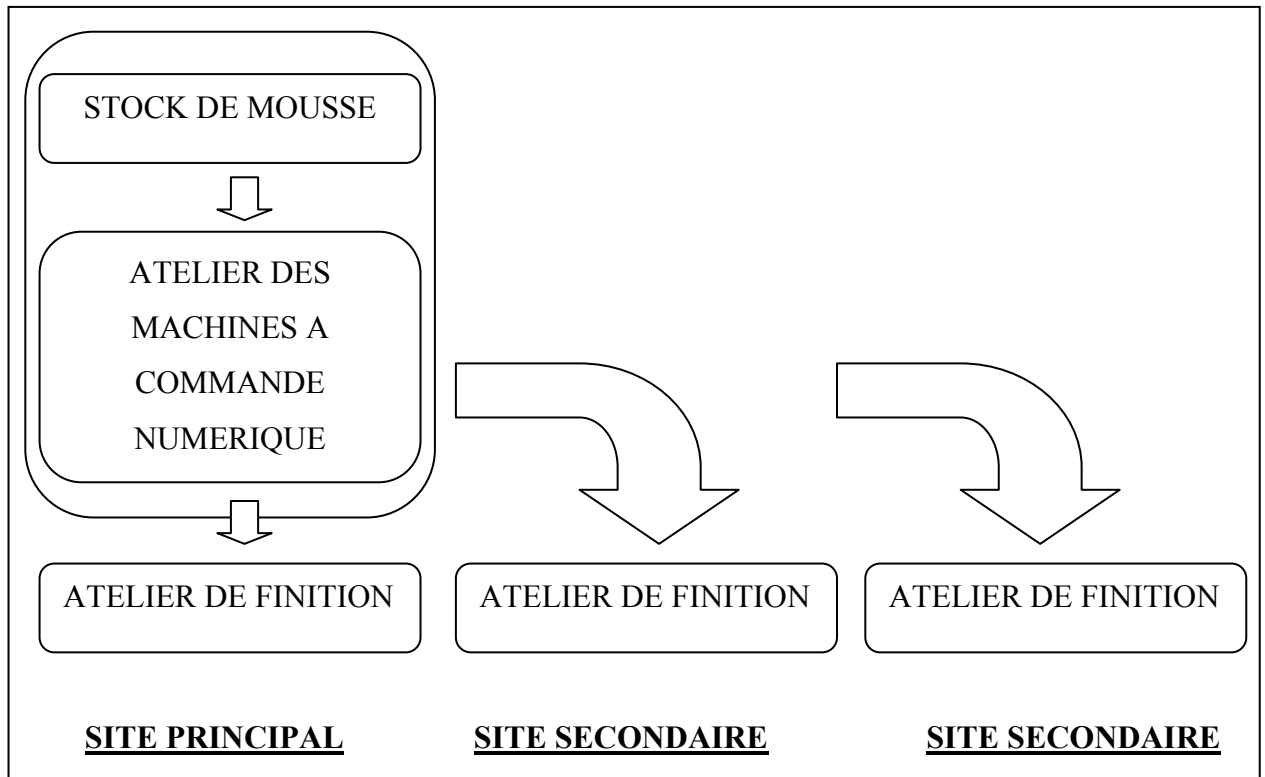 STOCK DE MOUSSE
ATELIER DES
MACHINES A
COMMANDE
NUMERIQUE
ATELIER DE FINITION
ATELIER DE FINITION
ATELIER DE FINITION
SITE PRINCIPAL
SITE SECONDAIRE
SITE SECONDAIRE